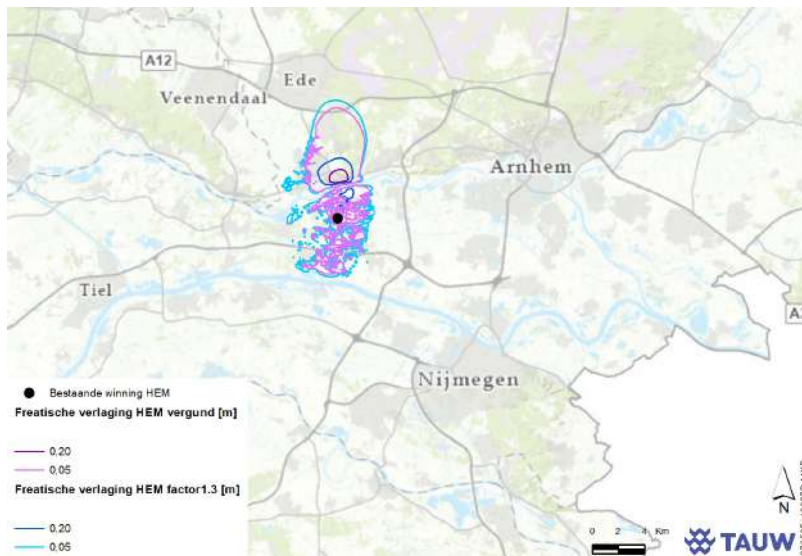 A12
Ede
Veenendaal
Arnhem
Tiel
Nijmegen
Bestaande winning HEM
Freatische verlaging HEM vergund [m]
0,20
0,05
Freatische verlaging HEM factor1.3 [m]
0,20
0,05
N
0 2 4 Km
TAUW